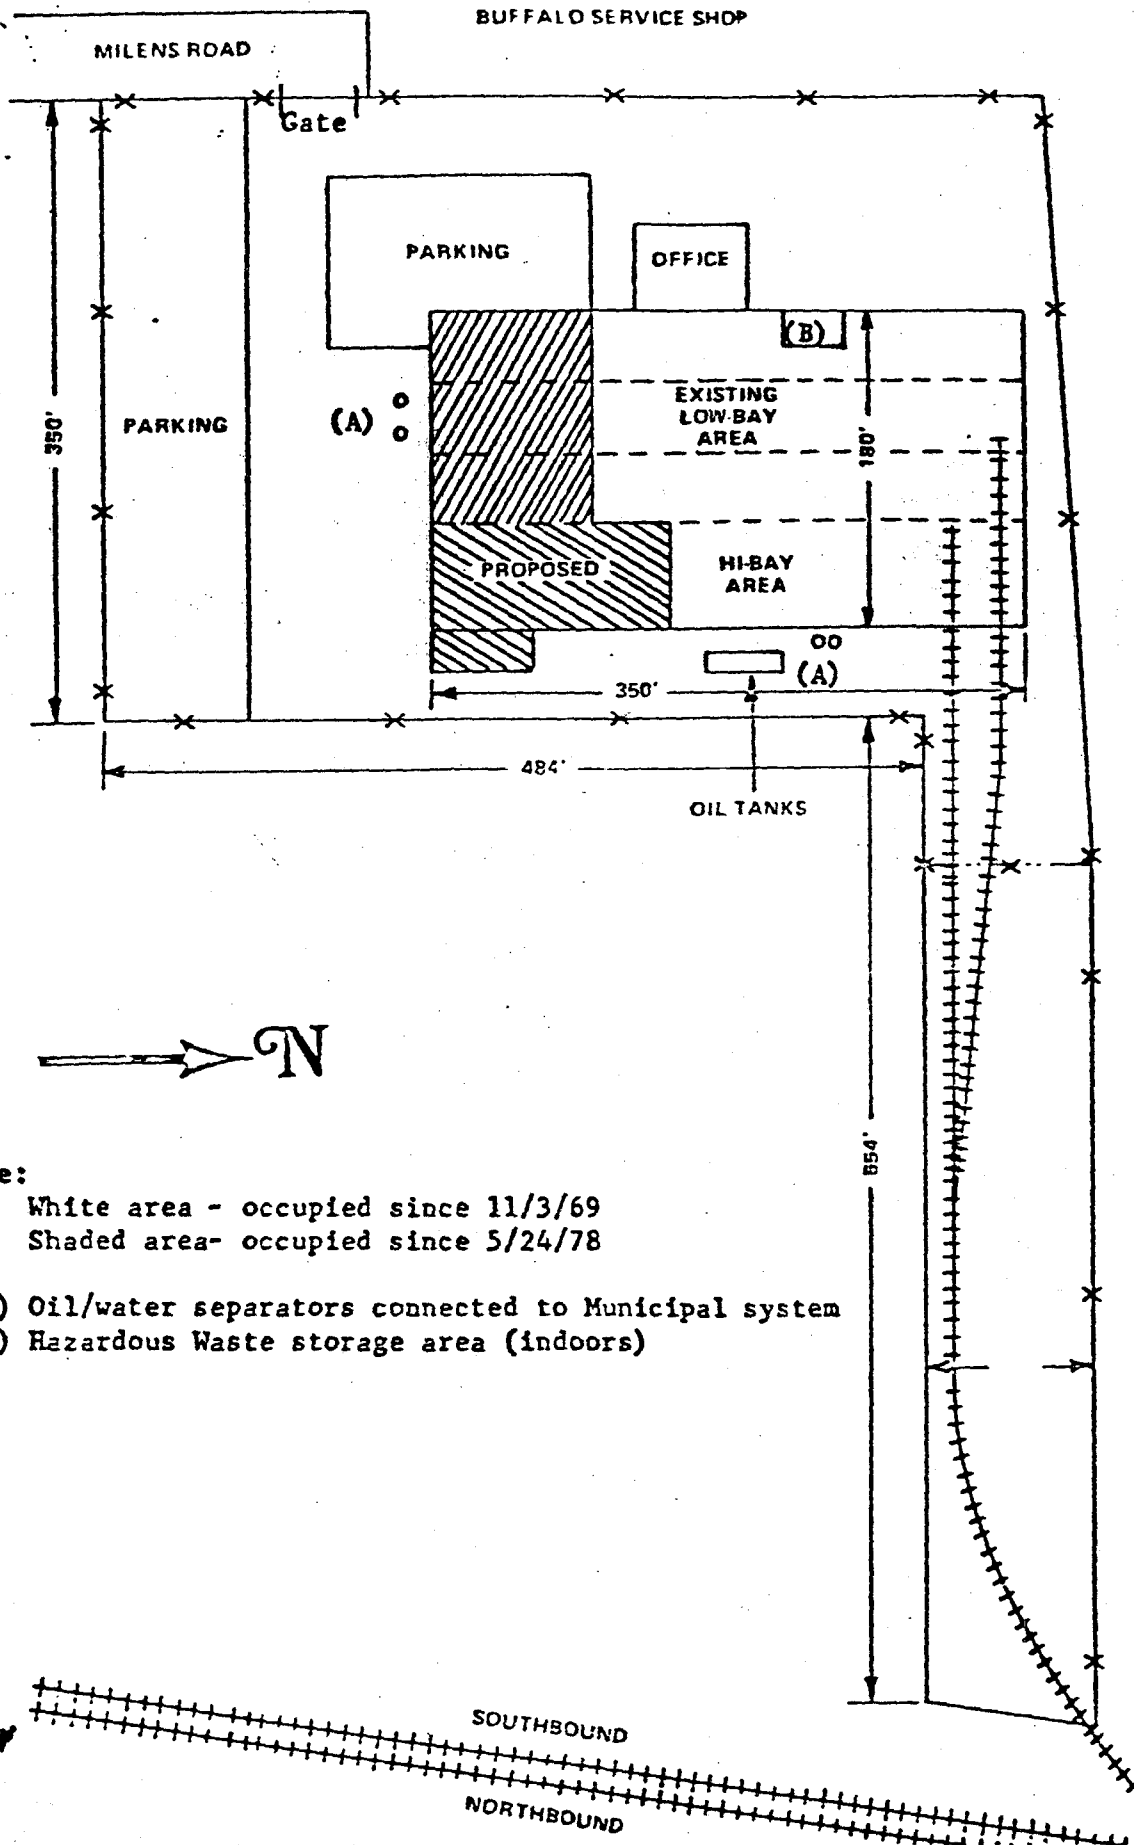 BUFFALO SERVICE SHOP
MILENS ROAD
Gate
PARKING
OFFICE
(B)
350'
PARKING
(A)
EXISTING
LOW-BAY
AREA
180'
PROPOSED
HI-BAY
AREA
(A)
350'
484'
OIL TANKS
N
654'
e:
White area - occupied since 11/3/69
Shaded area- occupied since 5/24/78
) Oil/water separators connected to Municipal system
) Hazardous Waste storage area (indoors)
SOUTHBOUND
NORTHBOUND